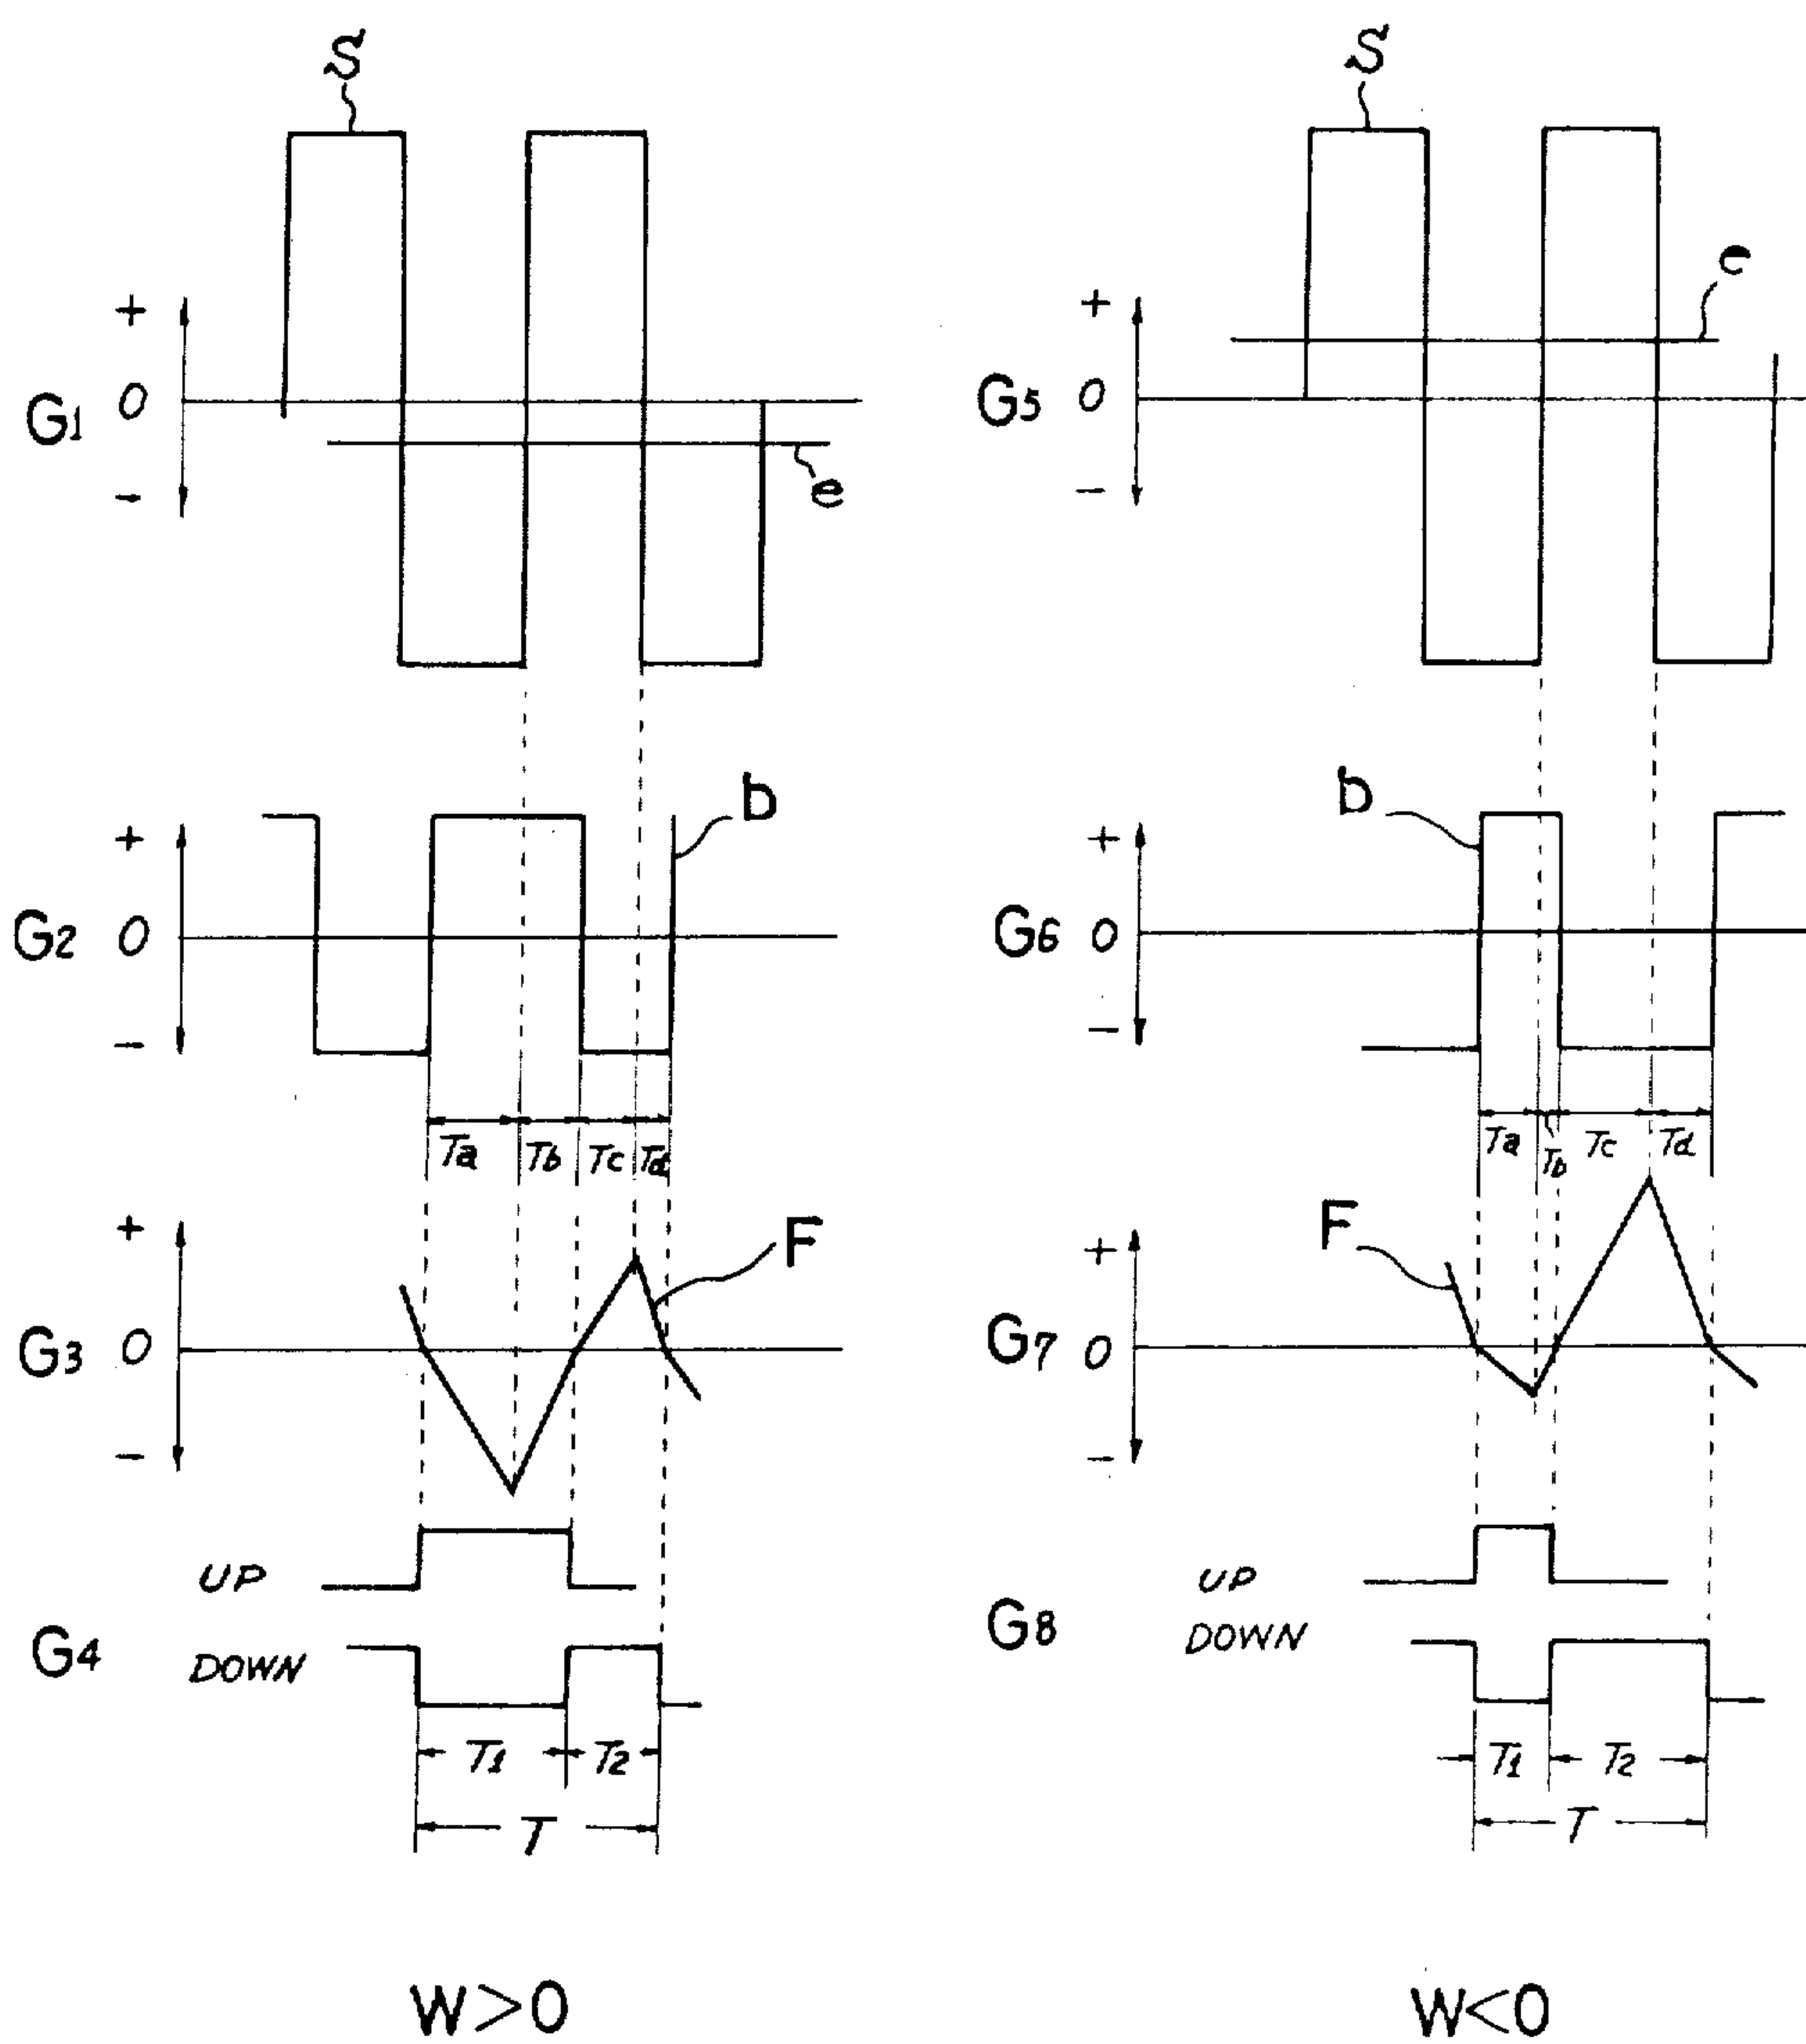 S
+
G1 0
e
-
b
+
G2 0
-
Ta Tb Tc Td
+
F
G3 0
-
UP
G4
DOWN
T1 T2
T
W>0
S
e
+
G5 0
-
b
+
G6 0
-
Ta Tb Tc Td
F
+
G7 0
-
UP
G8
DOWN
T1 T2
T
W<0